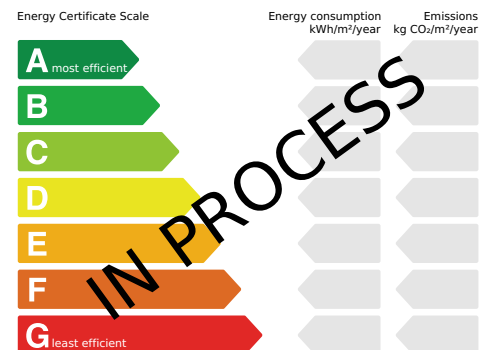 Energy Certificate Scale
Energy consumption
kWh/m²/year
Emissions
kg CO₂/m²/year
A most efficient
B
C
D
E
F
G least efficient
IN PROCESS